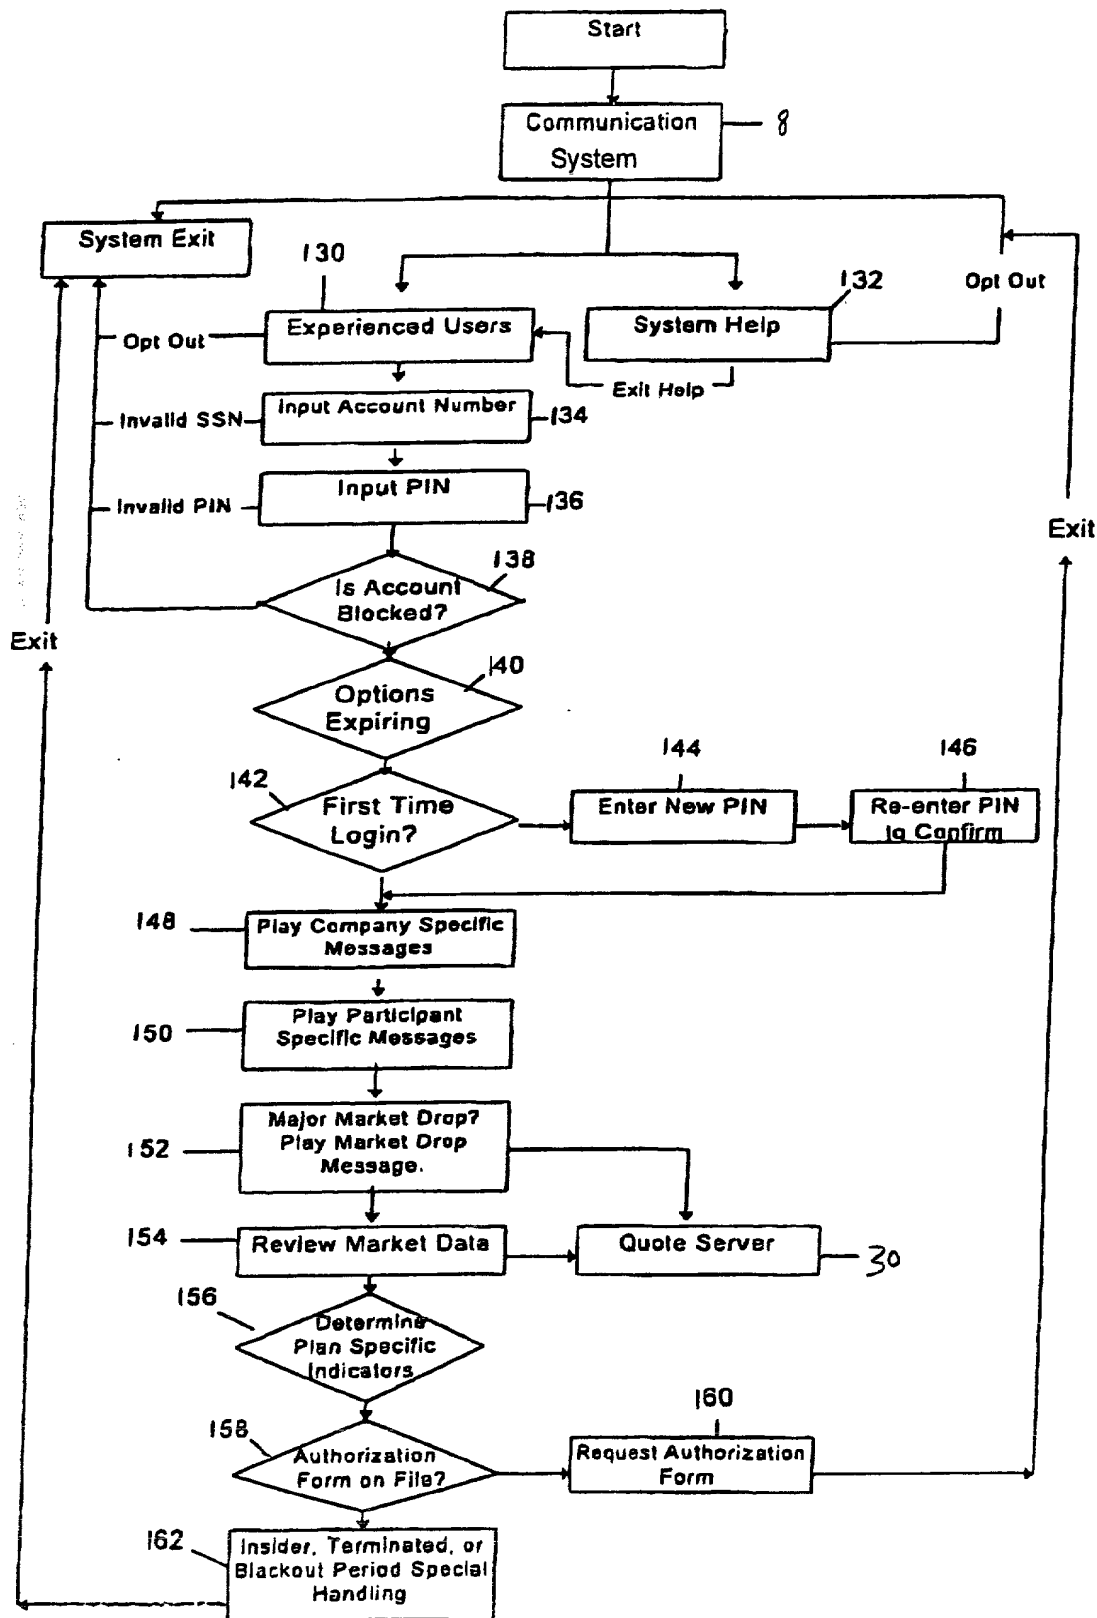 Start
Communication
System
8
System Exit
130
132
Opt Out
Experienced Users
System Help
Opt Out
Exit Help
Input Account Number
Invalid SSN
134
Input PIN
Invalid PIN
136
Exit
138
Is Account
Blocked?
Exit
140
Options
Expiring
144
146
142
First Time
Login?
Enter New PIN
Re-enter PIN
to Confirm
148
Play Company Specific
Messages
150
Play Participant
Specific Messages
152
Major Market Drop?
Play Market Drop
Message.
154
Review Market Data
Quote Server
30
156
Determine
Plan Specific
Indicators
160
158
Authorization
Form on File?
Request Authorization
Form
162
Insider, Terminated, or
Blackout Period Special
Handling